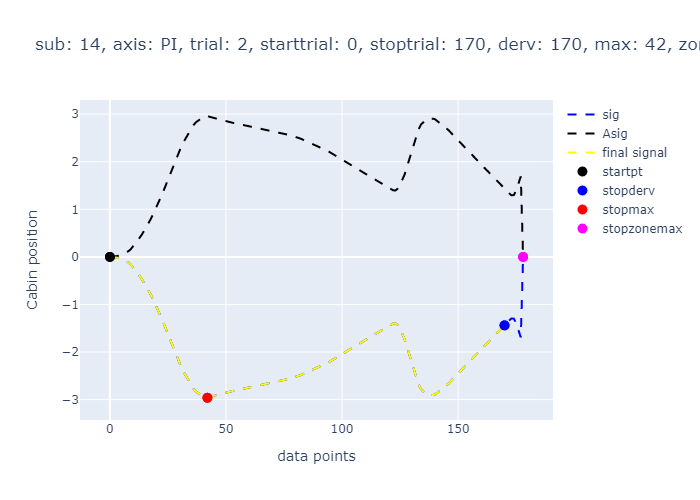 sub: 14, axis: PI, trial: 2, starttrial: 0, stoptrial: 170, derv: 170, max: 42,
3
2
1
0
−1
−2
−3
Cabin position
0
50
100
150
data points
sig
Asig
final signal
startpt
stopderv
stopmax
stopzonemax